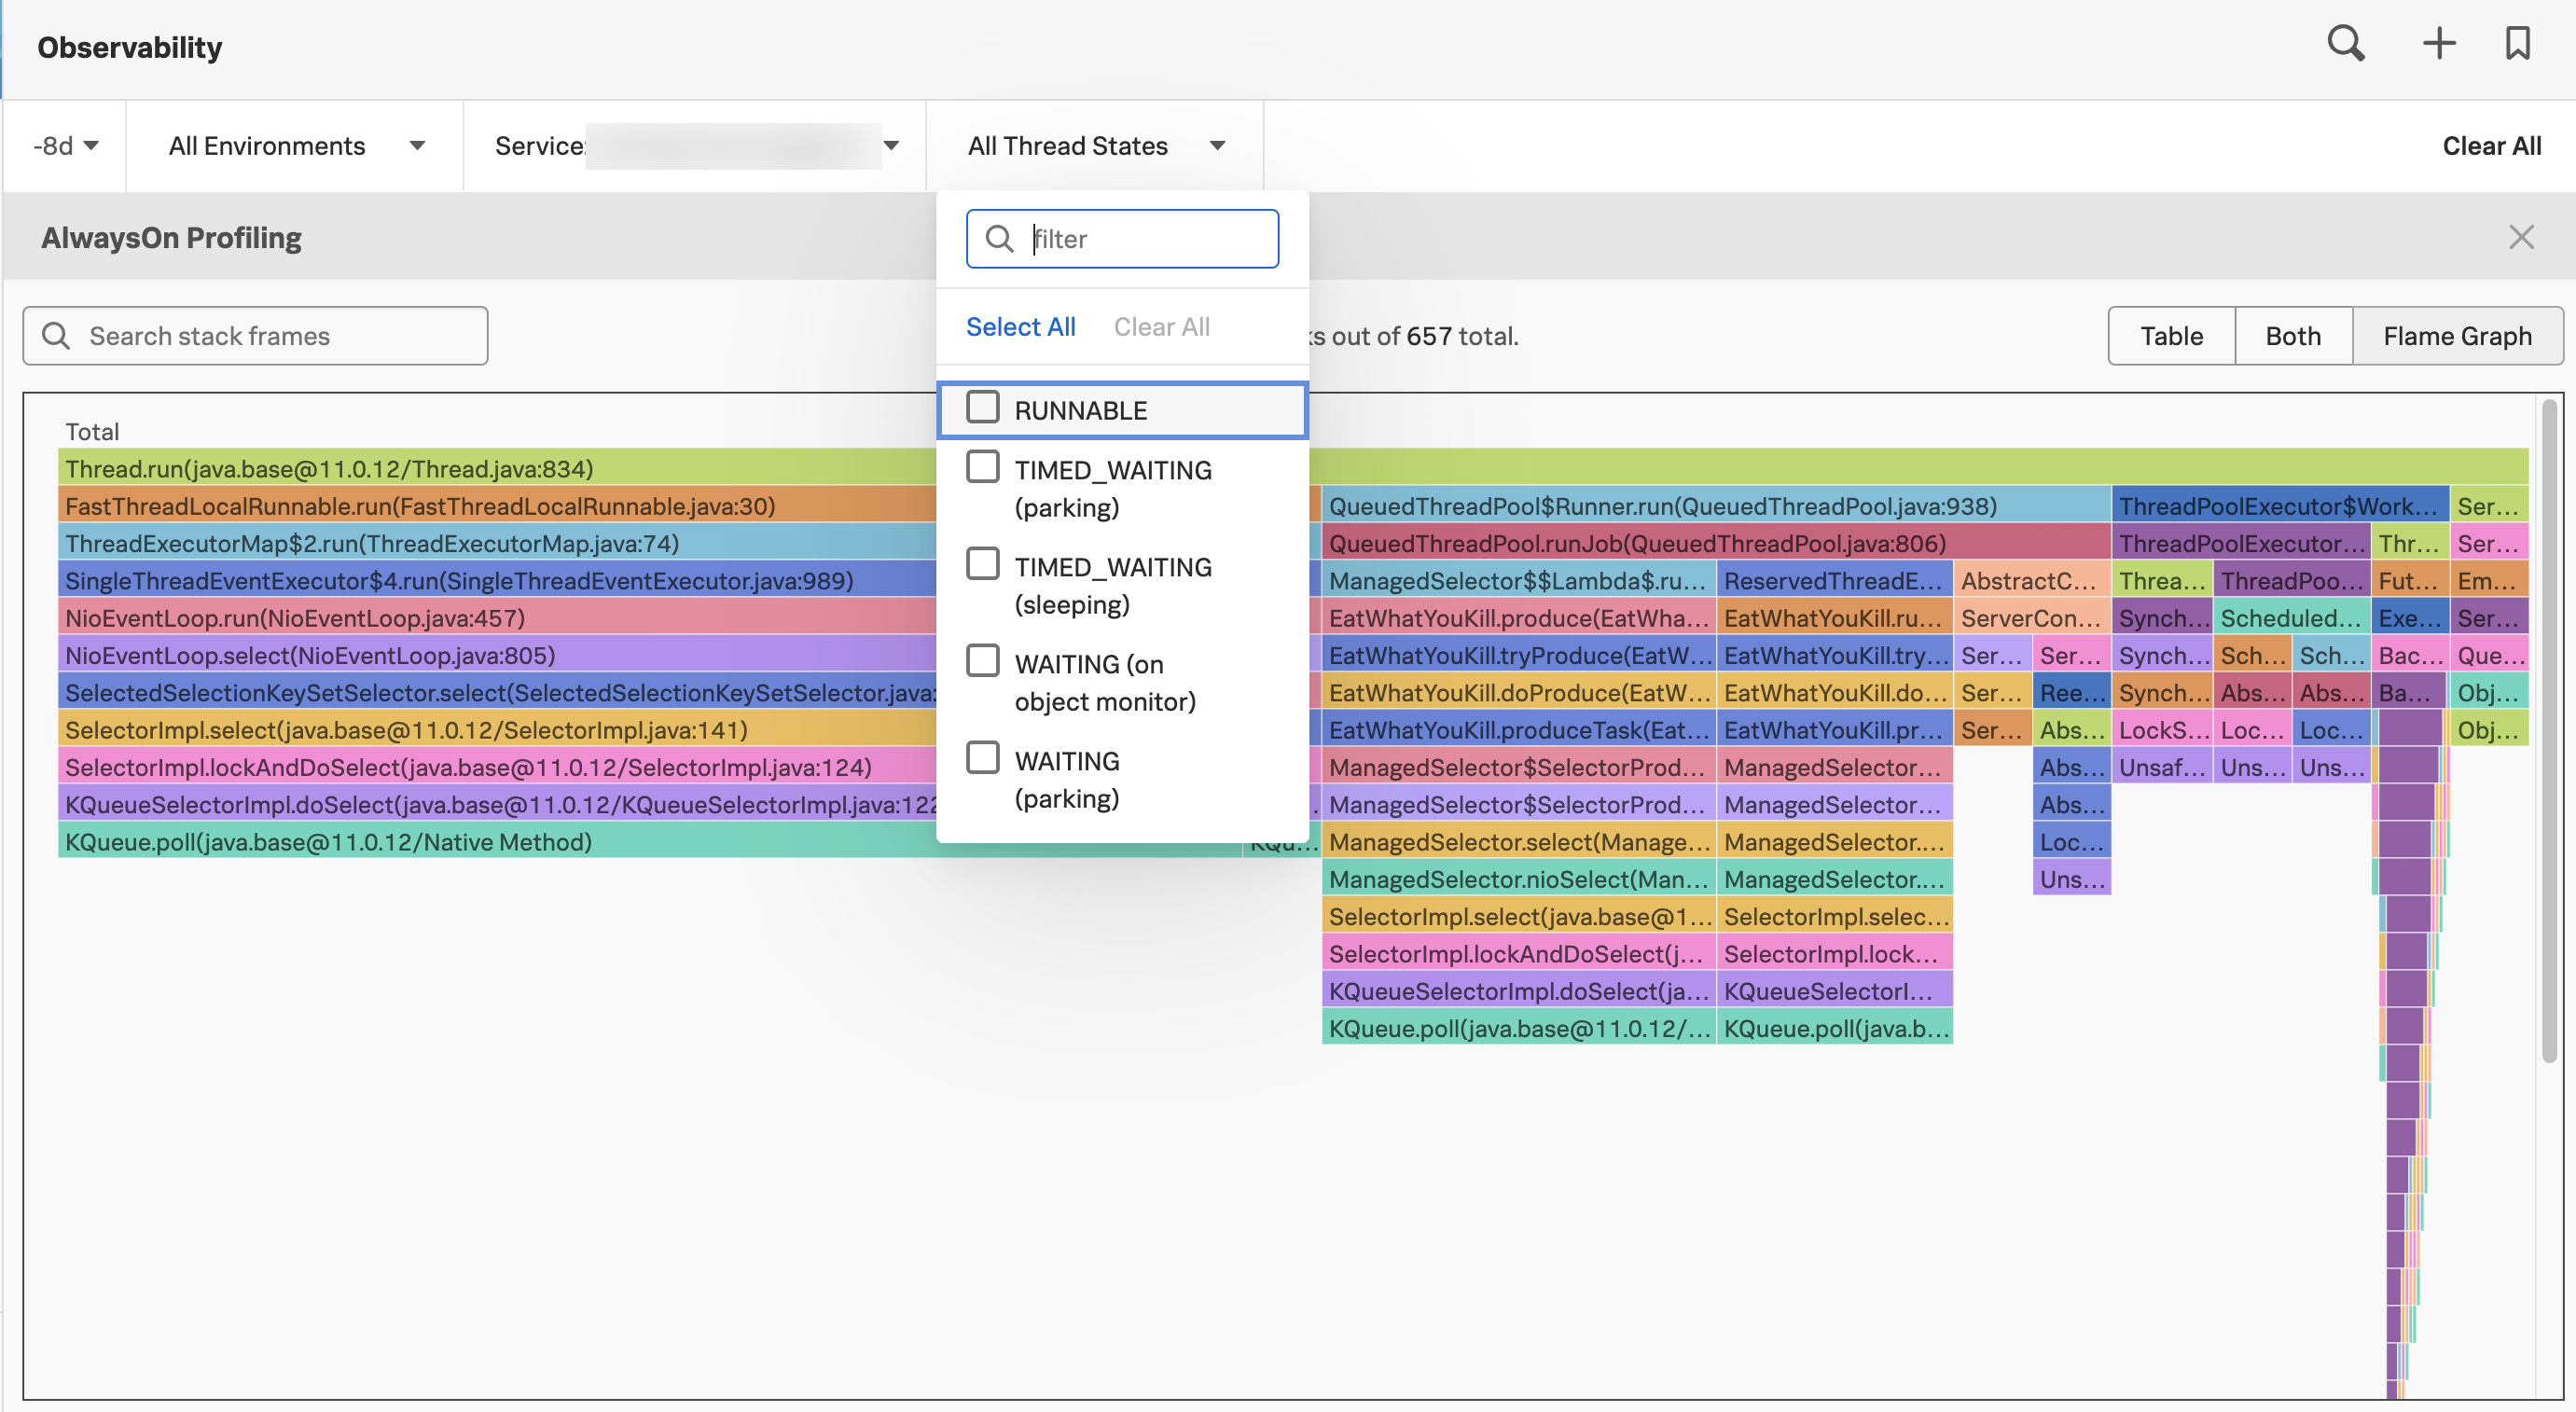 Observability
-8d All Environments Service: All Thread States Clear All
AlwaysOn Profiling
filter
Select All Clear All
RUNNABLE
TIMED_WAITING
(parking)
TIMED_WAITING
(sleeping)
WAITING (on
object monitor)
WAITING
(parking)
Search stack frames out of 657 total. Table Both Flame Graph
Total
Thread.run(java.base@11.0.12/Thread.java:834)
FastThreadLocalRunnable.run(FastThreadLocalRunnable.java:30) QueuedThreadPool$Runner.run(QueuedThreadPool.java:938) ThreadPoolExecutor$Work... Ser...
ThreadExecutorMap$2.run(ThreadExecutorMap.java:74) QueuedThreadPool.runJob(QueuedThreadPool.java:806) ThreadPoolExecutor... Thr... Ser...
SingleThreadEventExecutor$4.run(SingleThreadEventExecutor.java:989) ManagedSelector$$Lambda$.ru... ReservedThreadE... AbstractC... Threa... ThreadPoo... Fut... Em...
NioEventLoop.run(NioEventLoop.java:457) EatWhatYouKill.produce(EatWha... EatWhatYouKill.ru... ServerCon... Synch... Scheduled... Exe... Ser...
NioEventLoop.select(NioEventLoop.java:805) EatWhatYouKill.tryProduce(EatW... EatWhatYouKill.try... Ser... Ser... Synch... Sch... Sch... Bac... Que...
SelectedSelectionKeySetSelector.select(SelectedSelectionKeySetSelector.java: EatWhatYouKill.doProduce(EatW... EatWhatYouKill.do... Ser... Ree... Synch... Abs... Abs... Ba... Obj...
SelectorImpl.select(java.base@11.0.12/SelectorImpl.java:141) EatWhatYouKill.produceTask(Eat... EatWhatYouKill.pr... Ser... Abs... LockS... Loc... Loc... Obj...
SelectorImpl.lockAndDoSelect(java.base@11.0.12/SelectorImpl.java:124) ManagedSelector$SelectorProd... ManagedSelector... Abs... Unsaf... Uns... Uns...
KQueueSelectorImpl.doSelect(java.base@11.0.12/KQueueSelectorImpl.java:122 ManagedSelector$SelectorProd... ManagedSelector... Abs...
KQueue.poll(java.base@11.0.12/Native Method) KQu... ManagedSelector.select(Manage... ManagedSelector.... Loc...
ManagedSelector.nioSelect(Man... ManagedSelector.... Uns...
SelectorImpl.select(java.base@1... SelectorImpl.selec...
SelectorImpl.lockAndDoSelect(j... SelectorImpl.lock...
KQueueSelectorImpl.doSelect(ja... KQueueSelectorI...
KQueue.poll(java.base@11.0.12/... KQueue.poll(java.b...